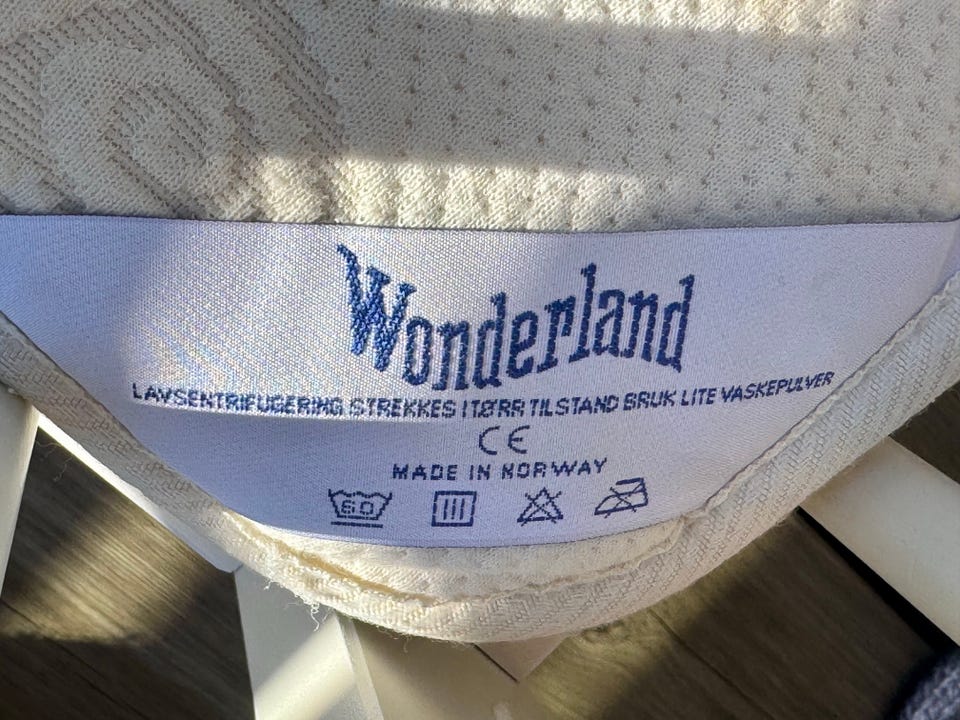 Wonderland
LAVSENTRIFUGERING STREKKES I TØRR TILSTAND BRUK LITE VASKEPULVER
CE
MADE IN NORWAY
60